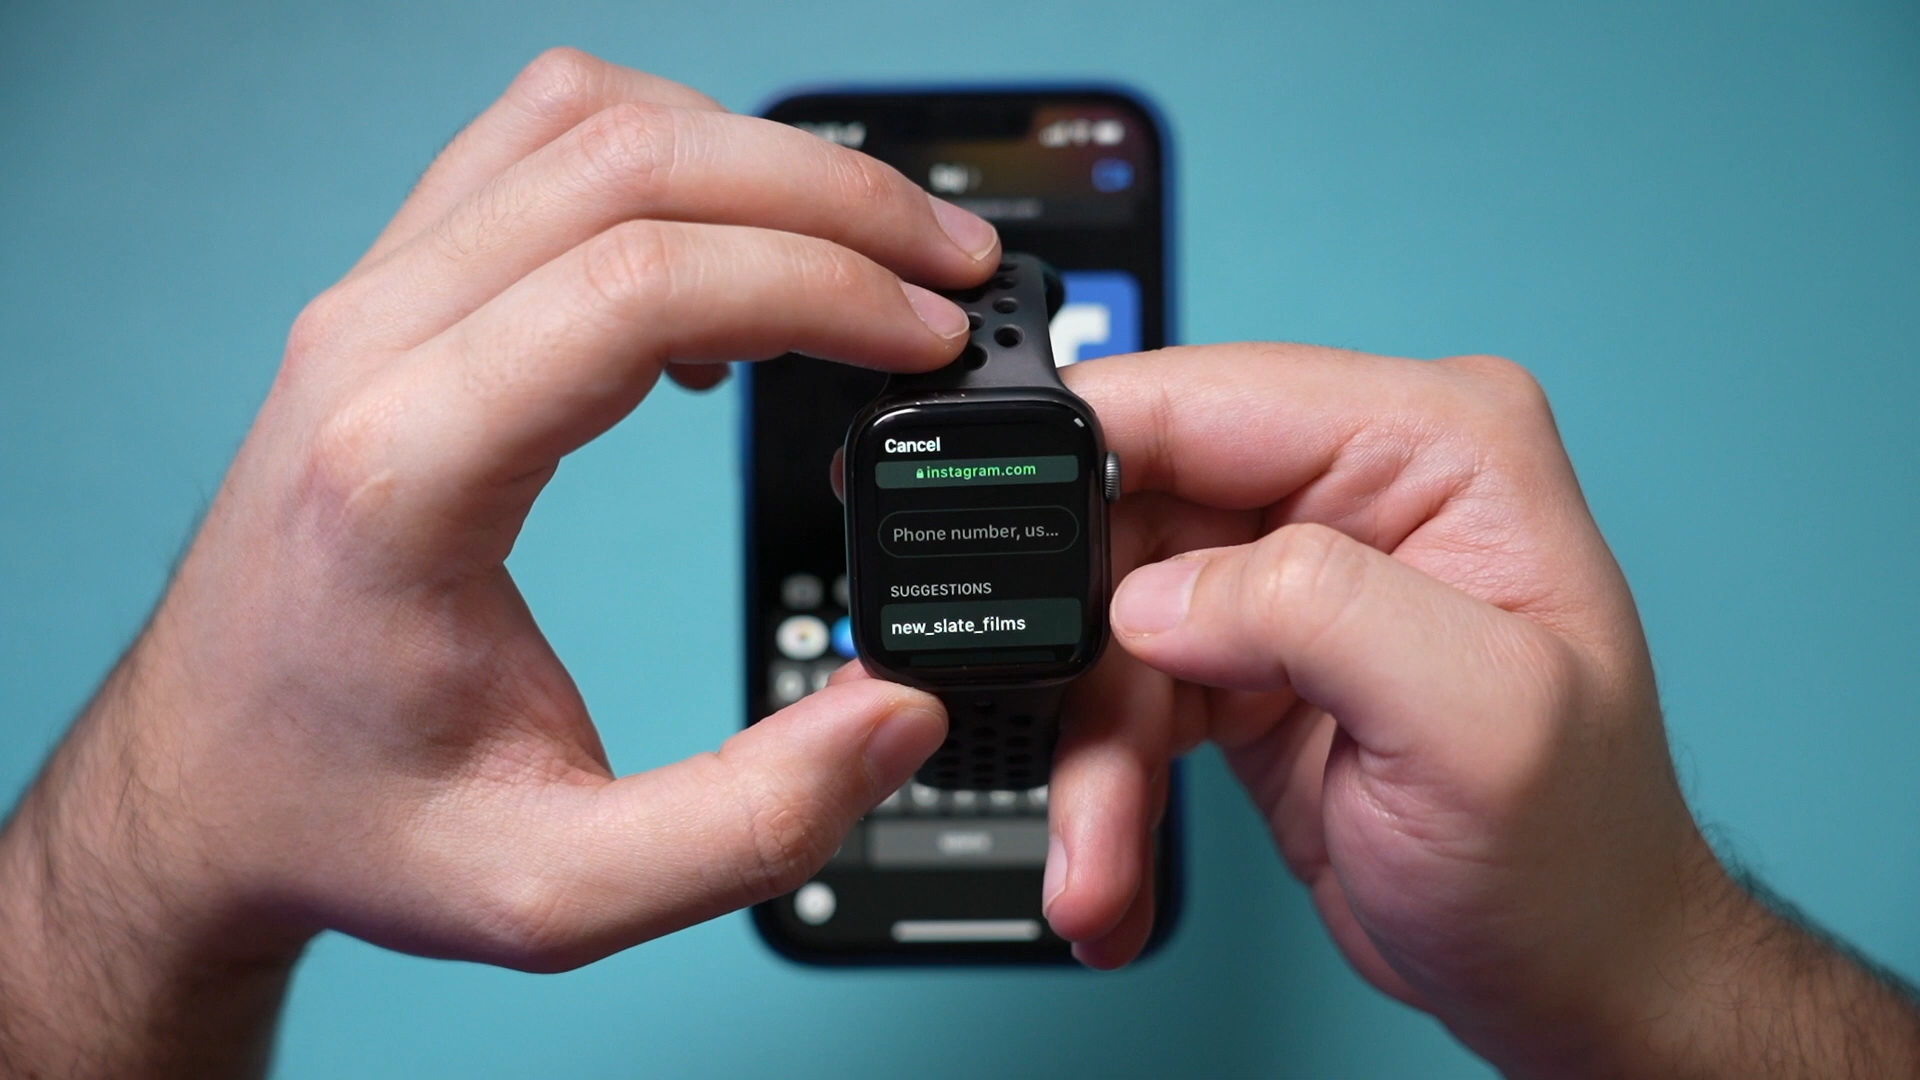 Cancel
instagram.com
Phone number, us...
SUGGESTIONS
new_slate_films